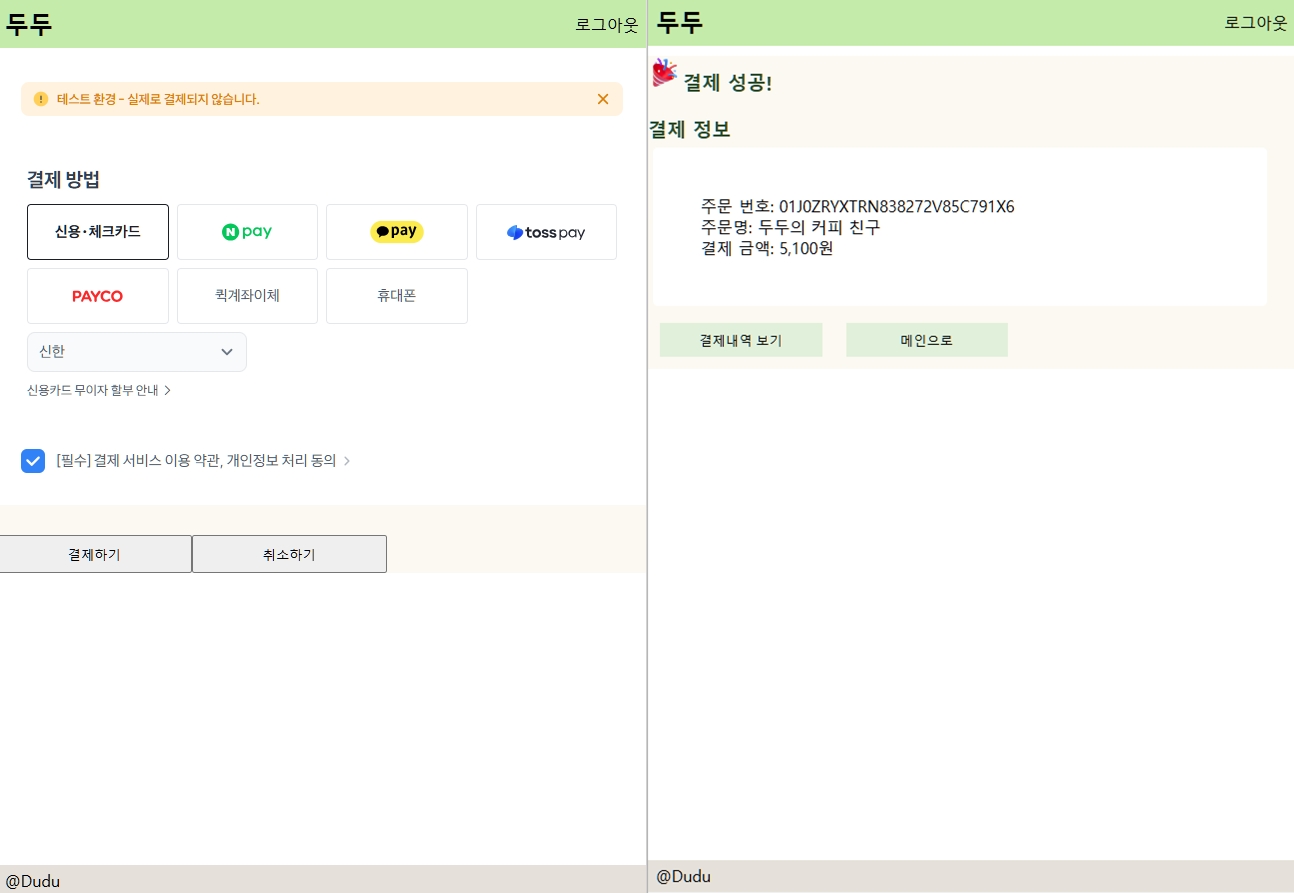 두두
로그아웃
테스트 환경 - 실제로 결제되지 않습니다.
결제 방법
신용·체크카드
N pay
pay
toss pay
PAYCO
퀵계좌이체
휴대폰
신한
신용카드 무이자 할부 안내
[필수] 결제 서비스 이용 약관, 개인정보 처리 동의
결제하기
취소하기
@Dudu
두두
로그아웃
결제 성공!
결제 정보
주문 번호: 01J0ZRYXTRN838272V85C791X6
주문명: 두두의 커피 친구
결제 금액: 5,100원
결제내역 보기
메인으로
@Dudu